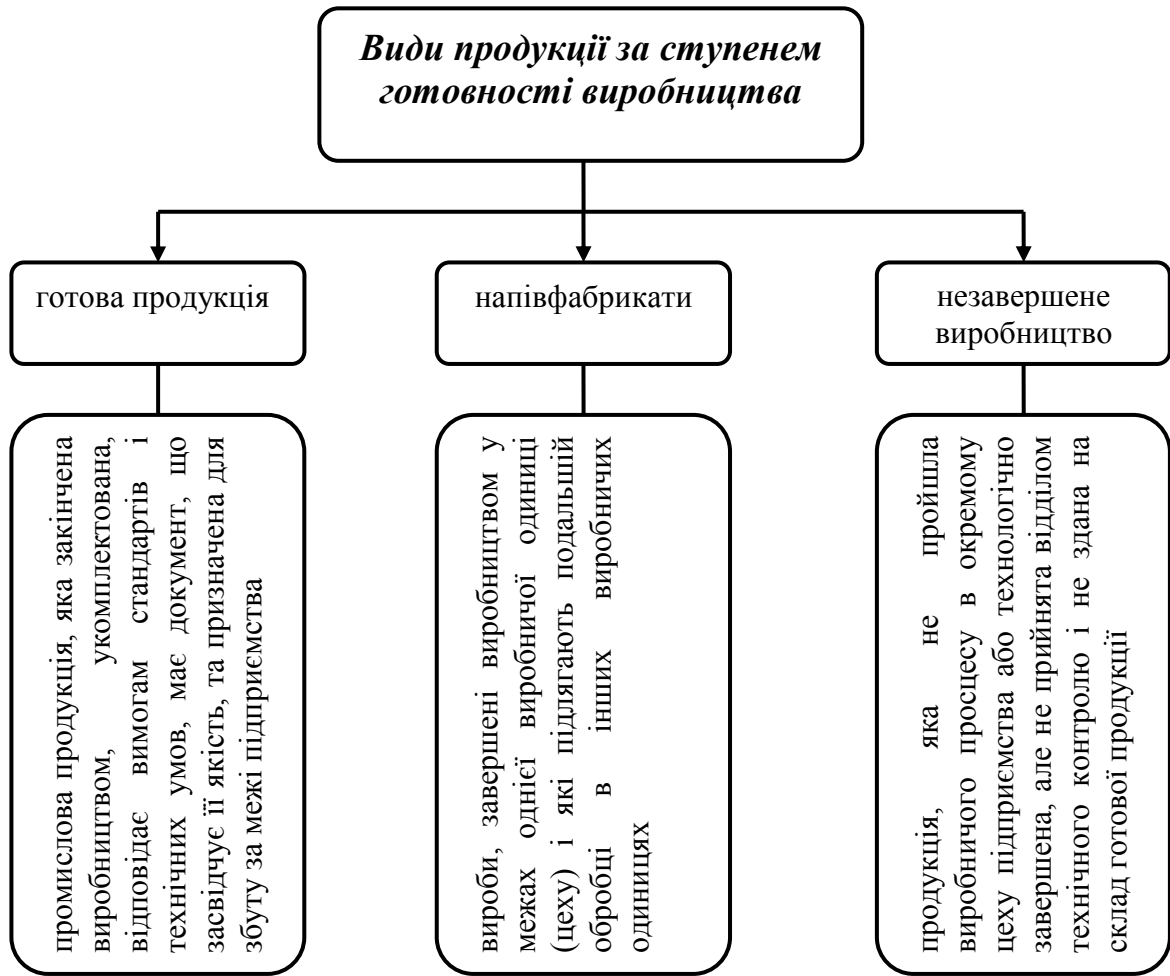 Види продукції за ступенем
готовності виробництва
готова продукція
напівфабрикати
незавершене
виробництво
промислова продукція, яка закінчена
виробництвом, укомплектована,
відповідає вимогам стандартів і
технічних умов, має документ, що
засвідчує її якість, та призначена для
збуту за межі підприємства
вироби, завершені виробництвом у
межах однієї виробничої одиниці
(цеху) і які підлягають подальшій
обробці в інших виробничих
одиницях
продукція, яка не пройшла
виробничого просцесу в окремому
цеху підприємства або технологічно
завершена, але не прийнята відділом
технічного контролю і не здана на
склад готової продукції